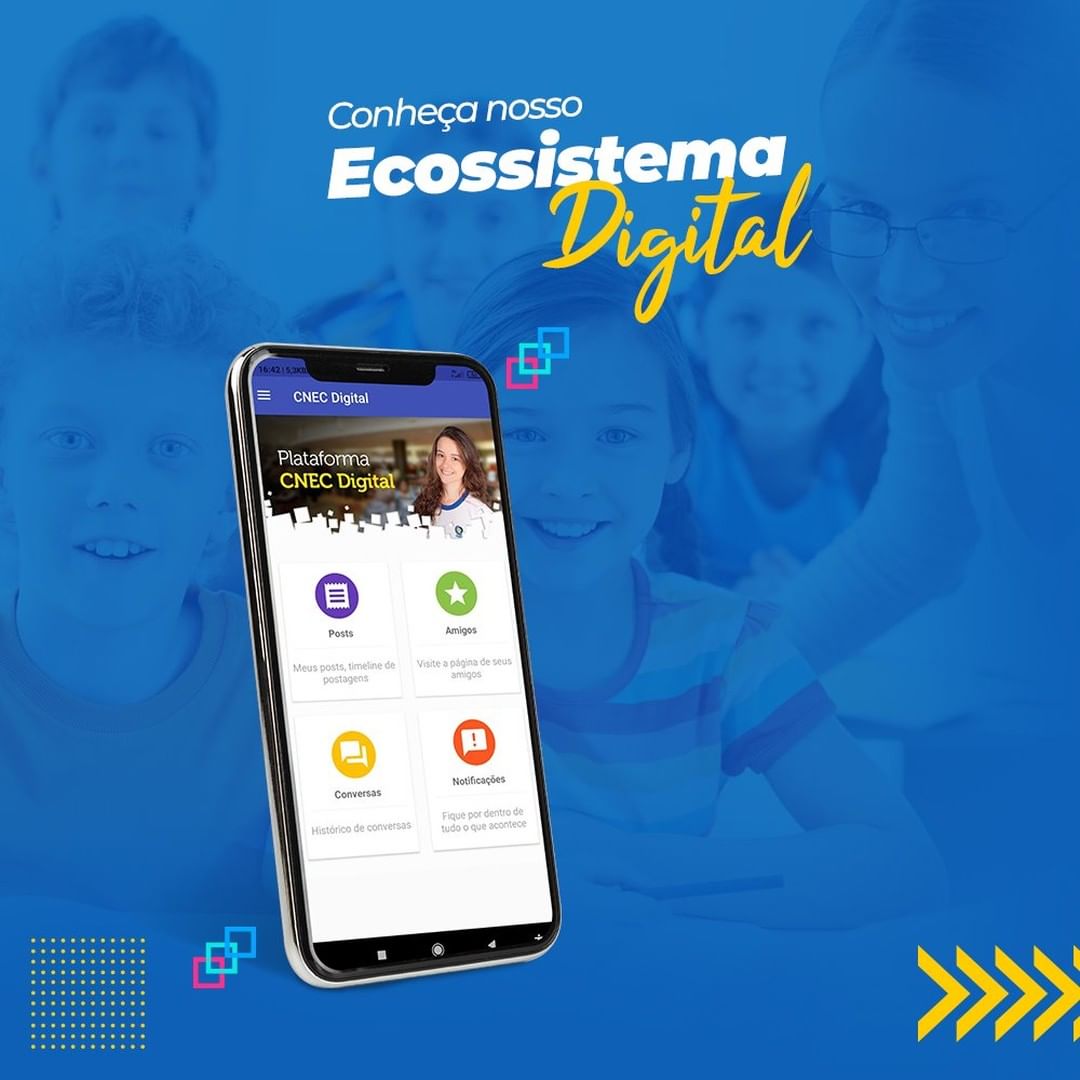 Conheça nosso
Ecossistema
Digital
16:42 | 5,3KB
CNEC Digital
Plataforma
CNEC Digital
Posts
Meus posts, timeline de
postagens
Amigos
Visite a página de seus
amigos
Conversas
Histórico de conversas
Notificações
Fique por dentro de
tudo o que acontece